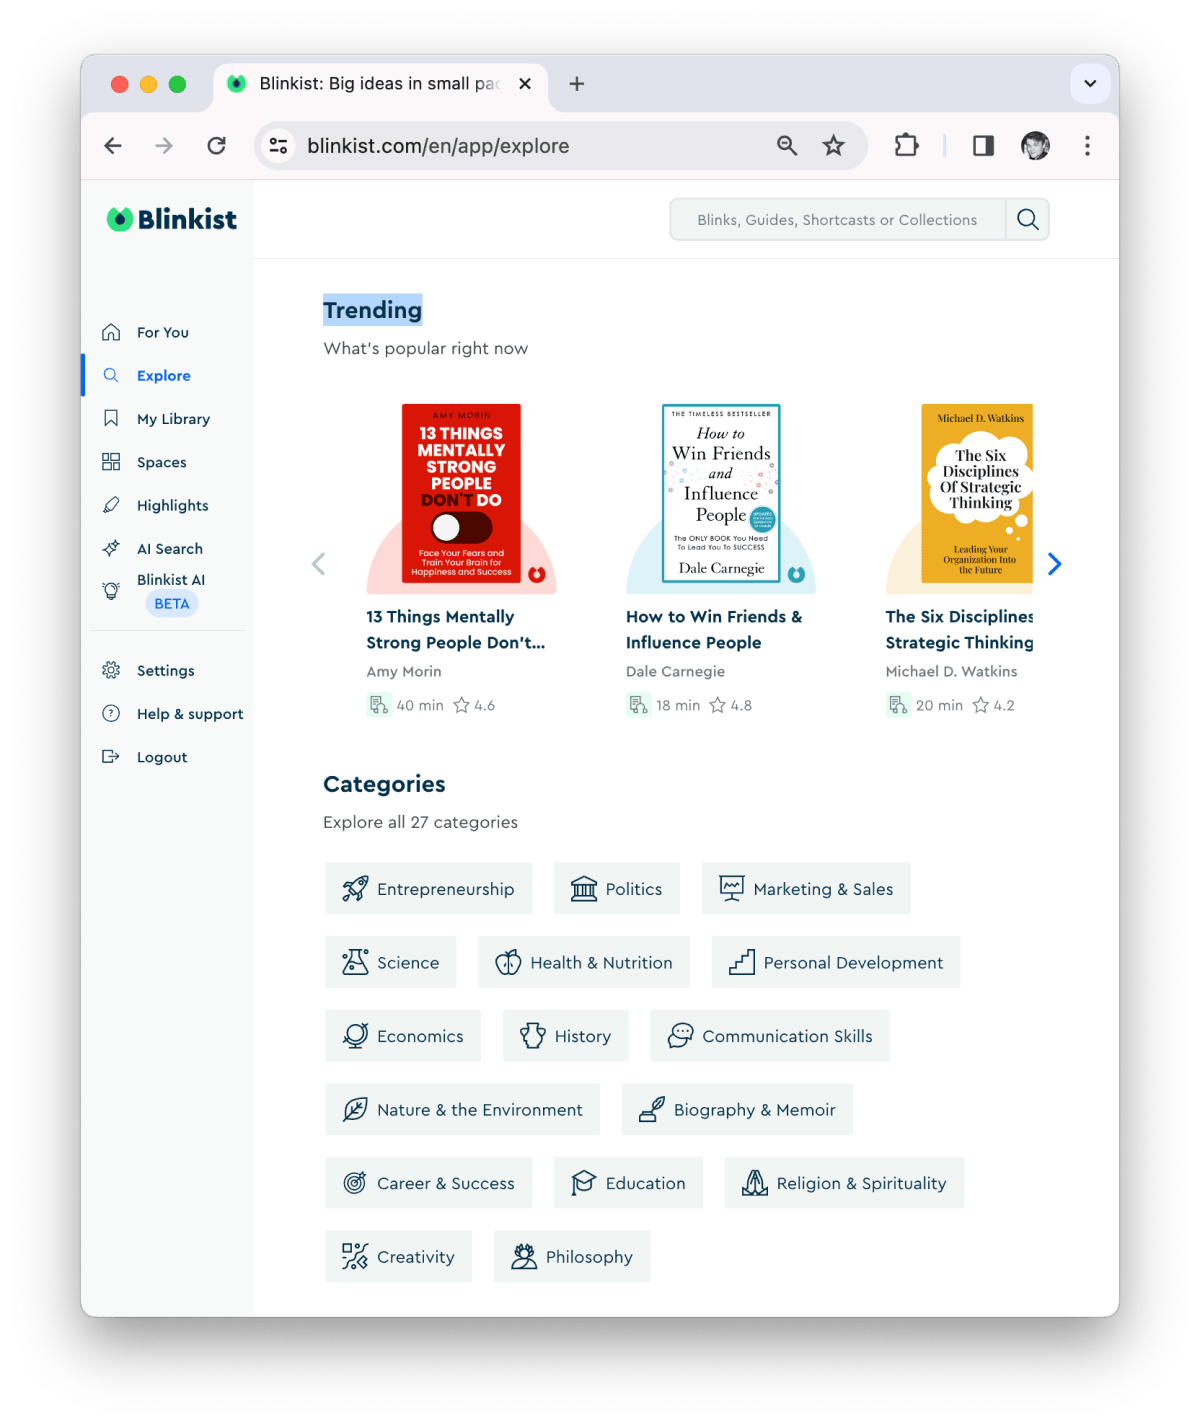 Blinkist: Big ideas in small pac
blinkist.com/en/app/explore
Blinkist
Blinks, Guides, Shortcasts or Collections
For You
Explore
My Library
Spaces
Highlights
AI Search
Blinkist AI
BETA
Settings
Help & support
Logout
Trending
What's popular right now
AMY MORIN
13 THINGS
MENTALLY
STRONG
PEOPLE
DON'T DO
Face Your Fears and
Train Your Brain for
Happiness and Success
13 Things Mentally
Strong People Don't...
Amy Morin
40 min 4.6
THE TIMELESS BESTSELLER
How to
Win Friends
and
Influence
People
UPDATED
The ONLY BOOK You Need
To Lead You To SUCCESS
Dale Carnegie
How to Win Friends &
Influence People
Dale Carnegie
18 min 4.8
Michael D. Watkins
The Six
Disciplines
Of Strategic
Thinking
Leading Your
Organization Into
the Future
The Six Disciplines
Strategic Thinking
Michael D. Watkins
20 min 4.2
Categories
Explore all 27 categories
Entrepreneurship
Politics
Marketing & Sales
Science
Health & Nutrition
Personal Development
Economics
History
Communication Skills
Nature & the Environment
Biography & Memoir
Career & Success
Education
Religion & Spirituality
Creativity
Philosophy